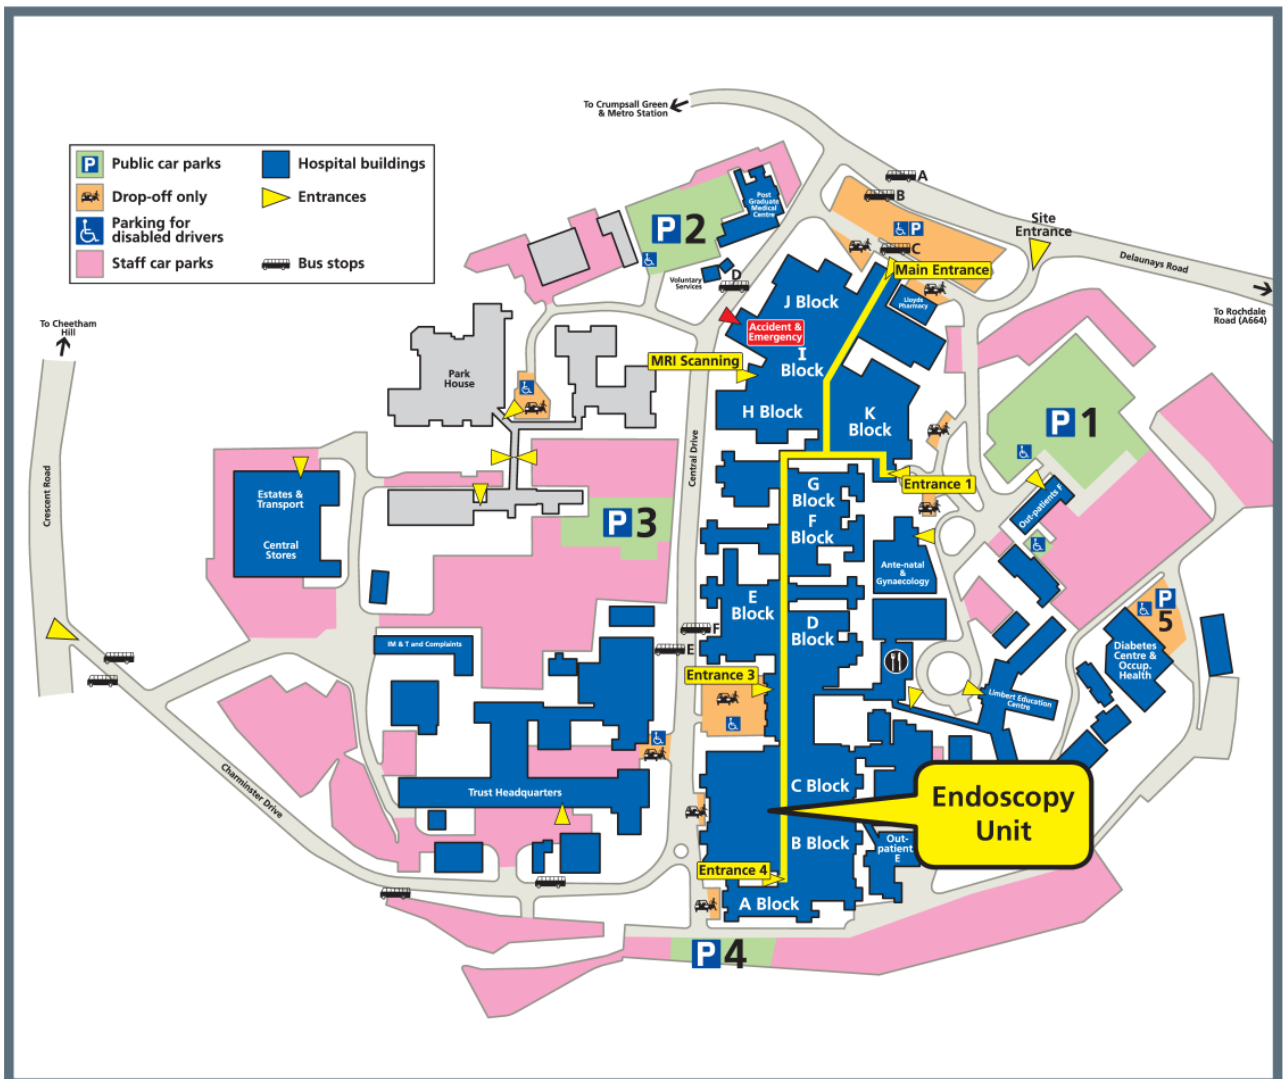 To Crumpsall Green
& Metro Station
P Public car parks
Hospital buildings
Drop-off only
Entrances
Parking for
disabled drivers
Staff car parks
Bus stops
A
B
C
P
Site
Entrance
Delaunays Road
To Rochdale
Road (A664)
Post
Graduate
Medical
Centre
P 2
Voluntary
Services
D
Main Entrance
Lloyds
Pharmacy
J Block
Accident &
Emergency
I
Block
MRI Scanning
H Block
K
Block
To Cheetham
Hill
Park
House
P 1
Crescent Road
Central Drive
Estates &
Transport
Central
Stores
P 3
Entrance 1
G
Block
F
Block
Out-patients F
Ante-natal
&
Gynaecology
E
Block
D
Block
P
5
Diabetes
Centre &
Occup.
Health
F
E
IM & T and Complaints
Entrance 3
Limbert Education
Centre
Charminster Drive
Trust Headquarters
C Block
Endoscopy
Unit
B Block
Out-
patient
E
Entrance 4
A Block
P 4